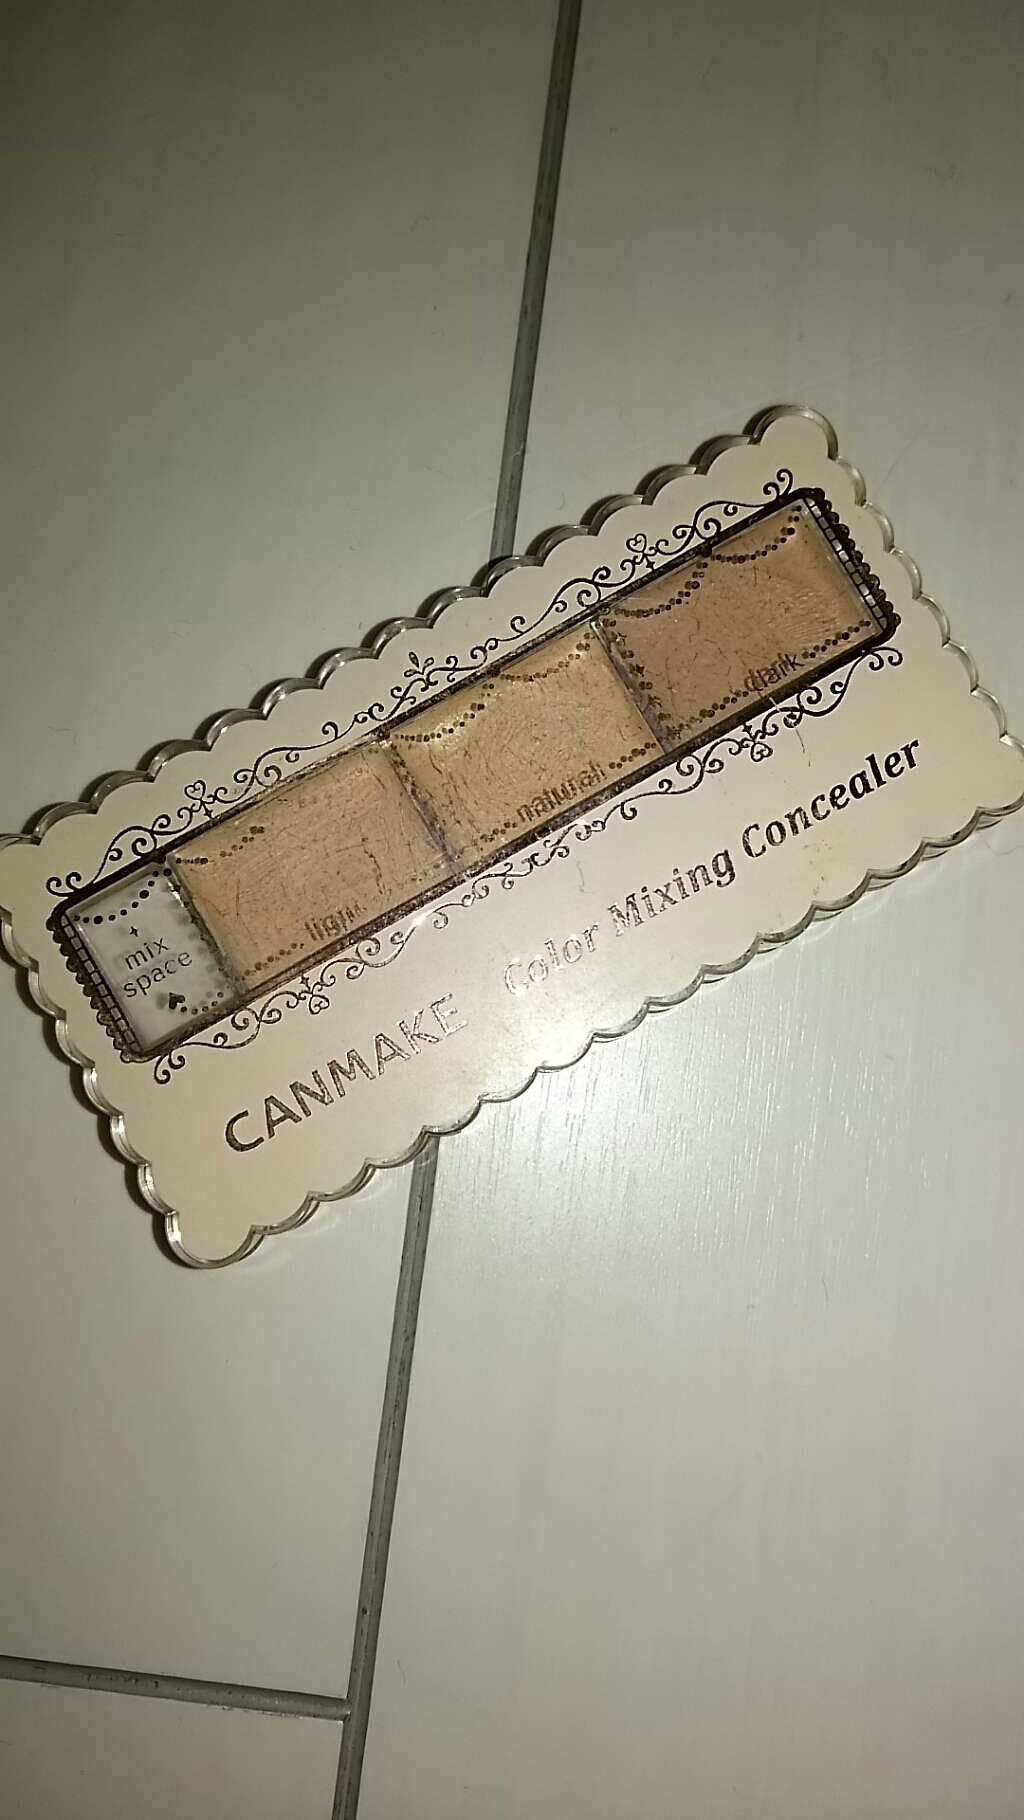 mix
space
light
natural
dark
CANMAKE Color Mixing Concealer